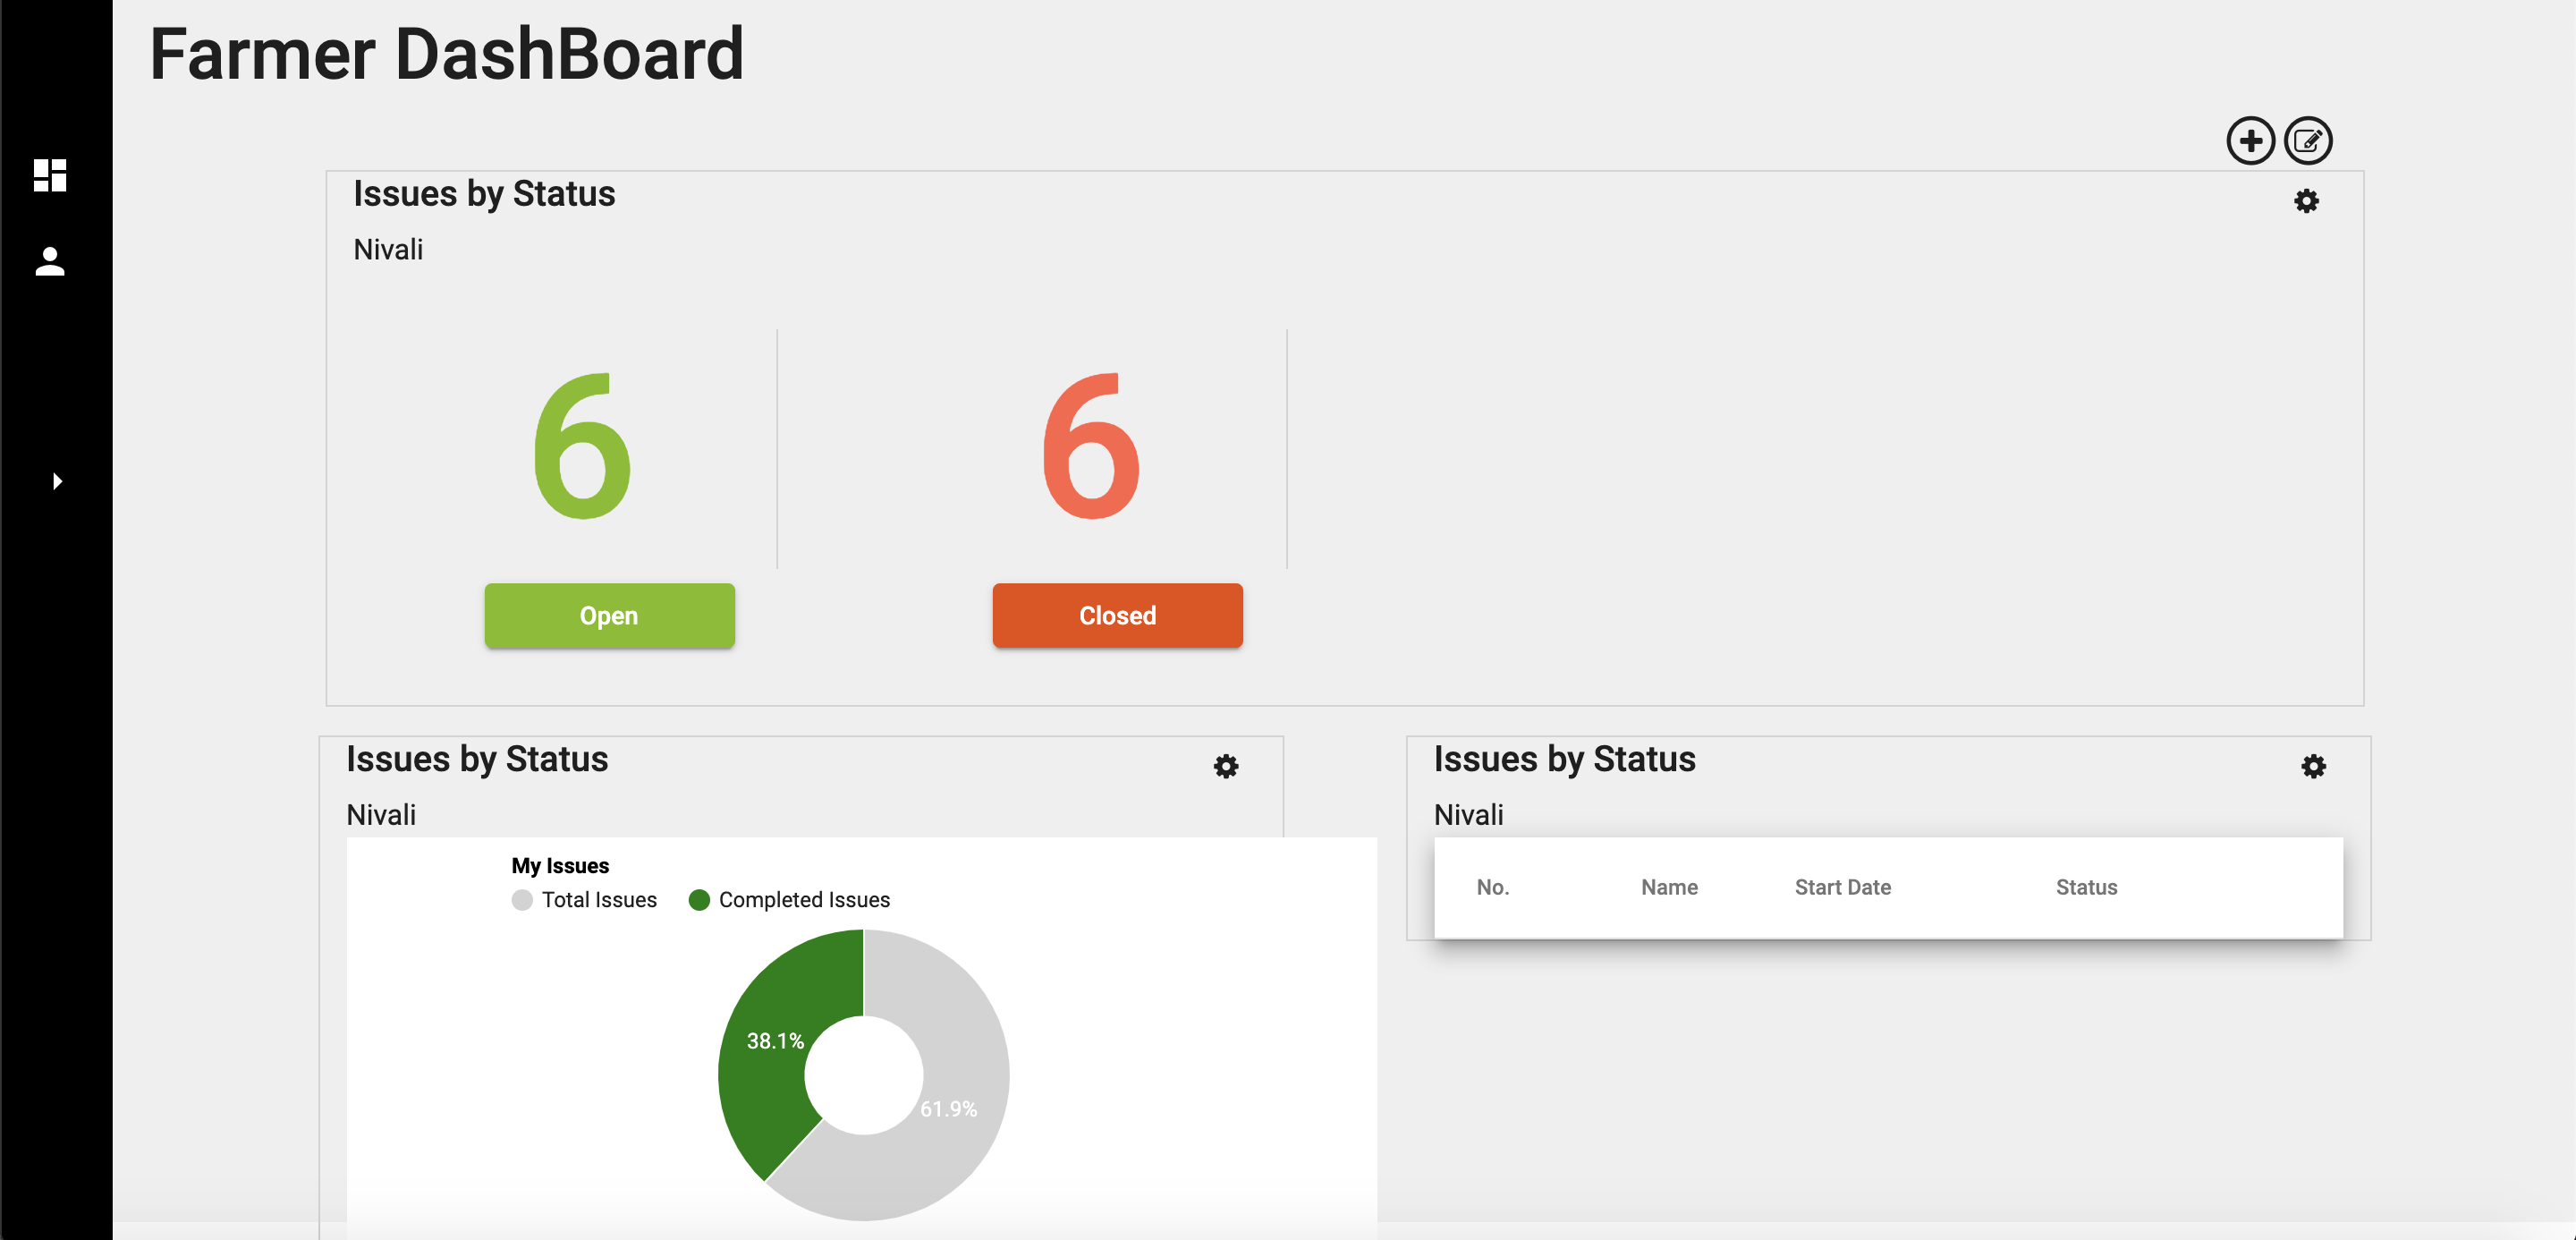 Farmer DashBoard
Issues by Status
Nivali
6
6
Open
Closed
Issues by Status
Nivali
My Issues
Total Issues
Completed Issues
38.1%
61.9%
Issues by Status
Nivali
No. Name Start Date Status